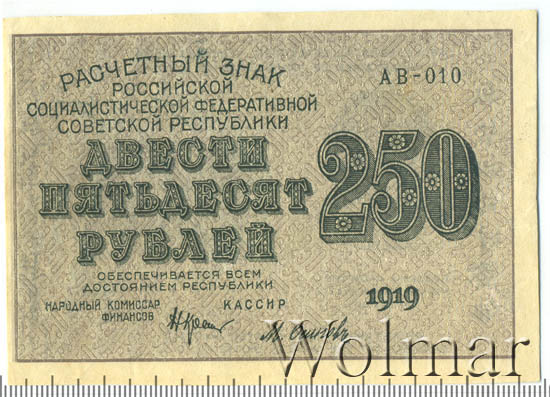 РАСЧЕТНЫЙ ЗНАК
РОССИЙСКОЙ
СОЦИАЛИСТИЧЕСКОЙ ФЕДЕРАТИВНОЙ
СОВЕТСКОЙ РЕСПУБЛИКИ
АВ-010
ДВЕСТИ
ПЯТЬДЕСЯТ
РУБЛЕЙ
250
ОБЕСПЕЧИВАЕТСЯ ВСЕМ
ДОСТОЯНИЕМ РЕСПУБЛИКИ
НАРОДНЫЙ КОМИССАР
ФИНАНСОВ
КАССИР
1919
Wolmar